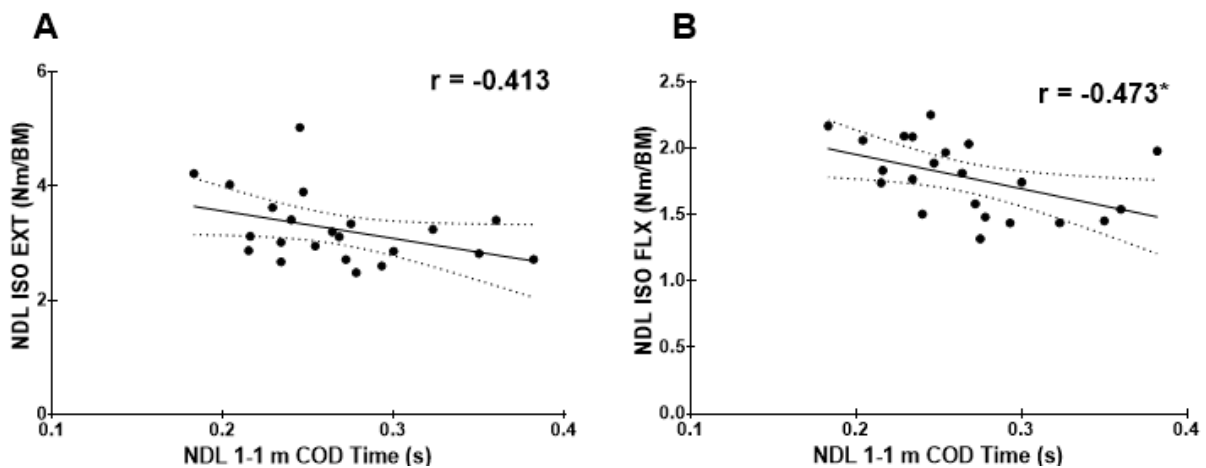 A
r = -0.413
NDL ISO EXT (Nm/BM)
6
4
2
0
0.1
0.2
0.3
0.4
NDL 1-1 m COD Time (s)
B
r = -0.473*
NDL ISO FLX (Nm/BM)
2.5
2.0
1.5
1.0
0.5
0.0
0.1
0.2
0.3
0.4
NDL 1-1 m COD Time (s)